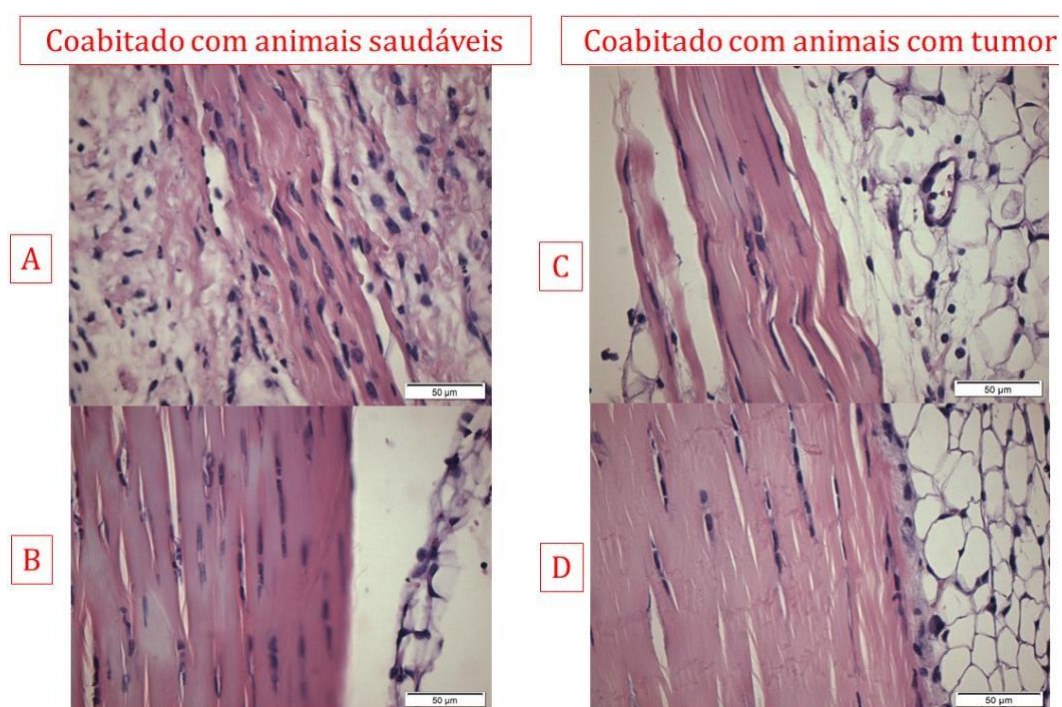 Coabitado com animais saudáveis
Coabitado com animais com tumor
A
C
50 µm
50 µm
B
D
50 µm
50 µm